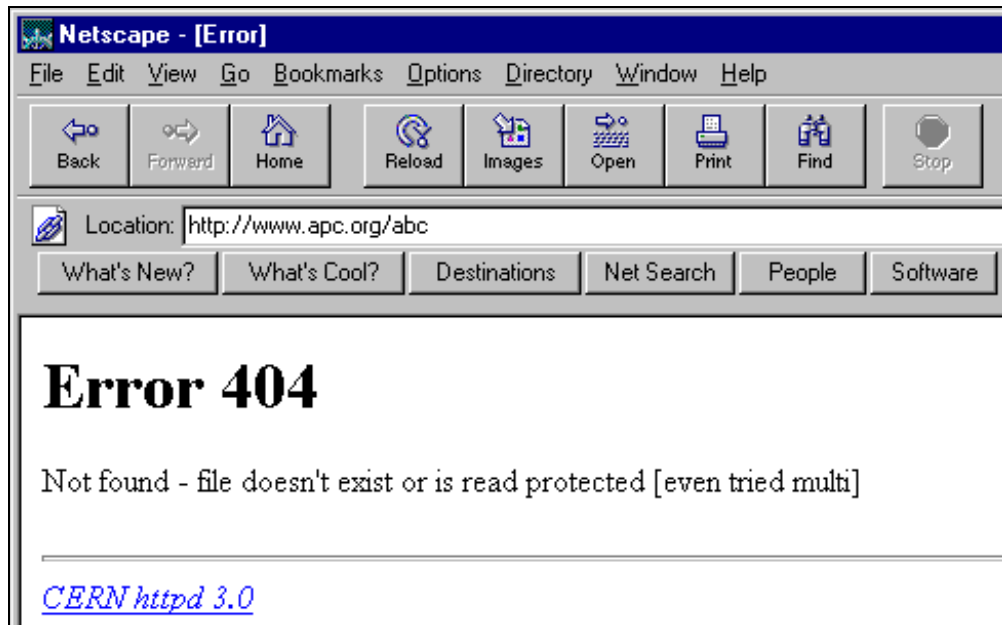 Netscape - [Error]
File Edit View Go Bookmarks Options Directory Window Help
Back Forward Home Reload Images Open Print Find Stop
Location: http://www.apc.org/abc
What's New? What's Cool? Destinations Net Search People Software
Error 404
Not found - file doesn't exist or is read protected [even tried multi]
CERN httpd 3.0